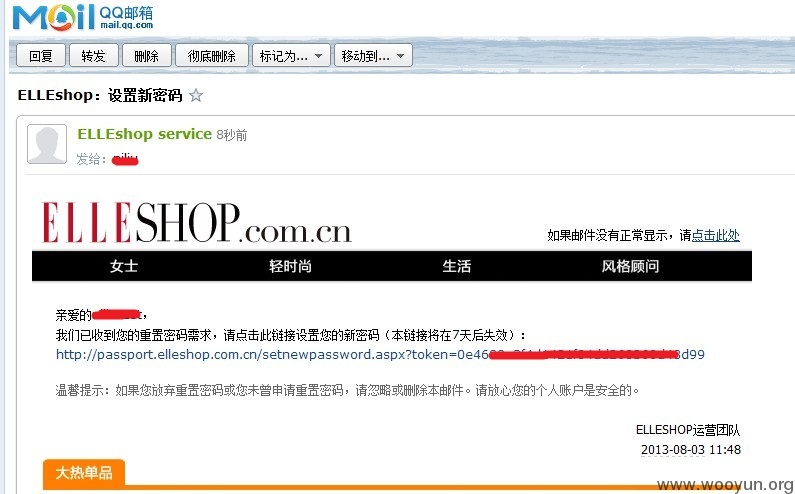 Mail QQ邮箱
mail.qq.com
回复 转发 删除 彻底删除 标记为... 移动到...
ELLEshop：设置新密码 ☆
ELLEshop service 8秒前
发给：
ELLESHOP.com.cn
如果邮件没有正常显示，请点击此处
女士 轻时尚 生活 风格顾问
亲爱的 ，
我们已收到您的重置密码需求，请点击此链接设置您的新密码（本链接将在7天后失效）：
http://passport.elleshop.com.cn/setnewpassword.aspx?token=0e46 3d99
温馨提示：如果您放弃重置密码或您未曾申请重置密码，请忽略或删除本邮件。请放心您的个人账户是安全的。
ELLESHOP运营团队
2013-08-03 11:48
大热单品
www.wooyun.org